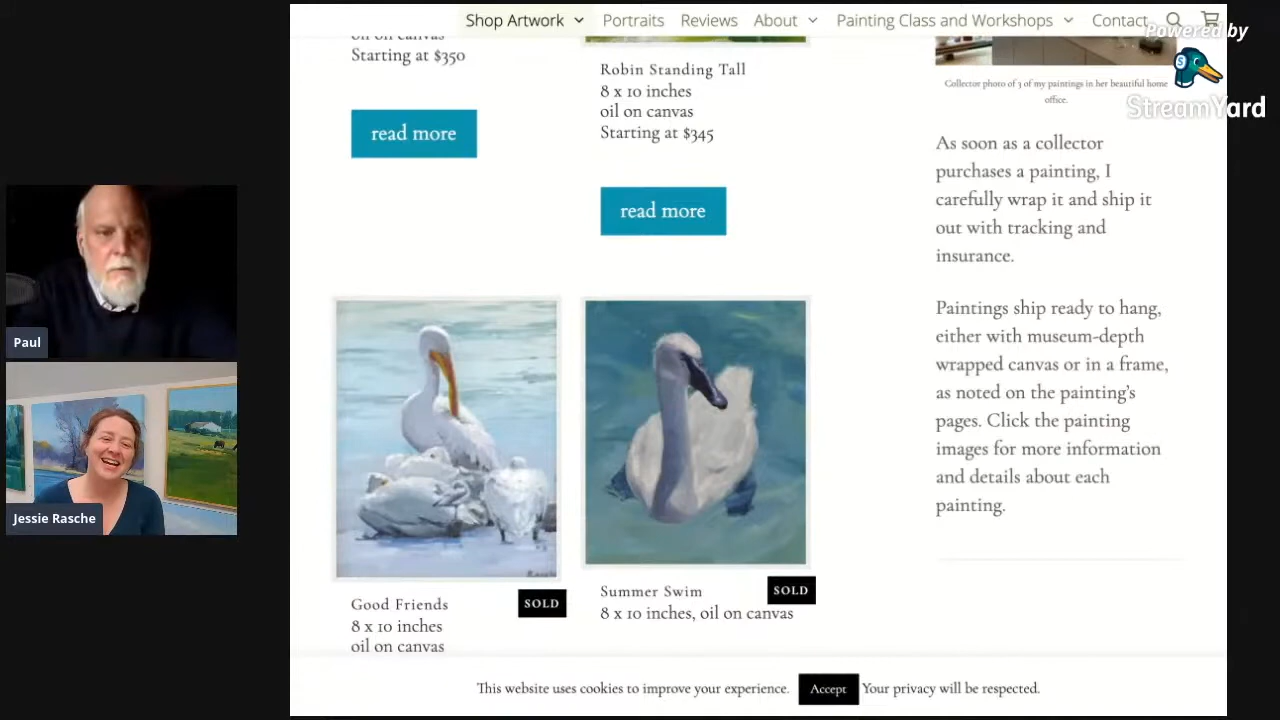 Shop Artwork
Portraits
Reviews
About
Painting Class and Workshops
Contact
Powered by
StreamYard
oil on canvas
Starting at $350
read more
Robin Standing Tall
8 x 10 inches
oil on canvas
Starting at $345
read more
Collector photo of 3 of my paintings in her beautiful home
office.
As soon as a collector
purchases a painting, I
carefully wrap it and ship it
out with tracking and
insurance.
Paintings ship ready to hang,
either with museum-depth
wrapped canvas or in a frame,
as noted on the painting's
pages. Click the painting
images for more information
and details about each
painting.
Paul
Jessie Rasche
Good Friends
SOLD
8 x 10 inches
oil on canvas
Summer Swim
SOLD
8 x 10 inches, oil on canvas
This website uses cookies to improve your experience.
Accept
Your privacy will be respected.